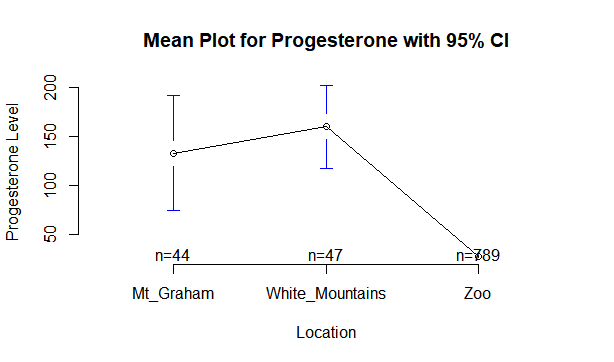 Mean Plot for Progesterone with 95% CI
Progesterone Level
200
150
100
50
n=44 n=47 n=789
Mt_Graham White_Mountains Zoo
Location